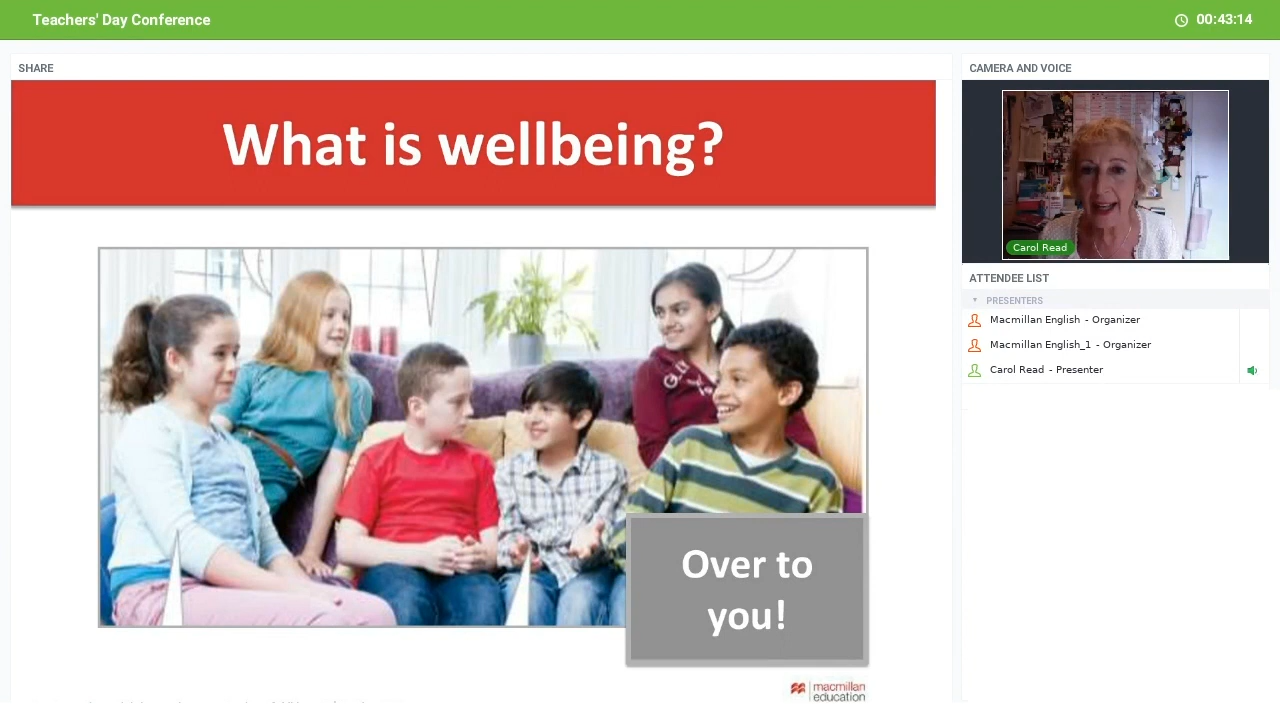 Teachers' Day Conference
00:43:14
SHARE
What is wellbeing?
Over to
you!
macmillan
education
CAMERA AND VOICE
Carol Read
ATTENDEE LIST
PRESENTERS
Macmillan English - Organizer
Macmillan English_1 - Organizer
Carol Read - Presenter